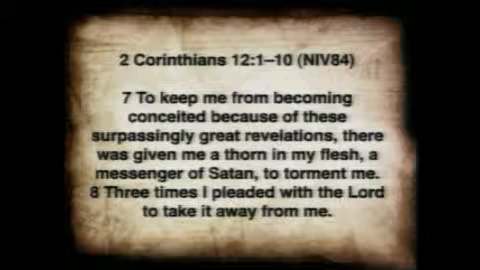 2 Corinthians 12:1–10 (NIV84)
7 To keep me from becoming
conceited because of these
surpassingly great revelations, there
was given me a thorn in my flesh, a
messenger of Satan, to torment me.
8 Three times I pleaded with the Lord
to take it away from me.